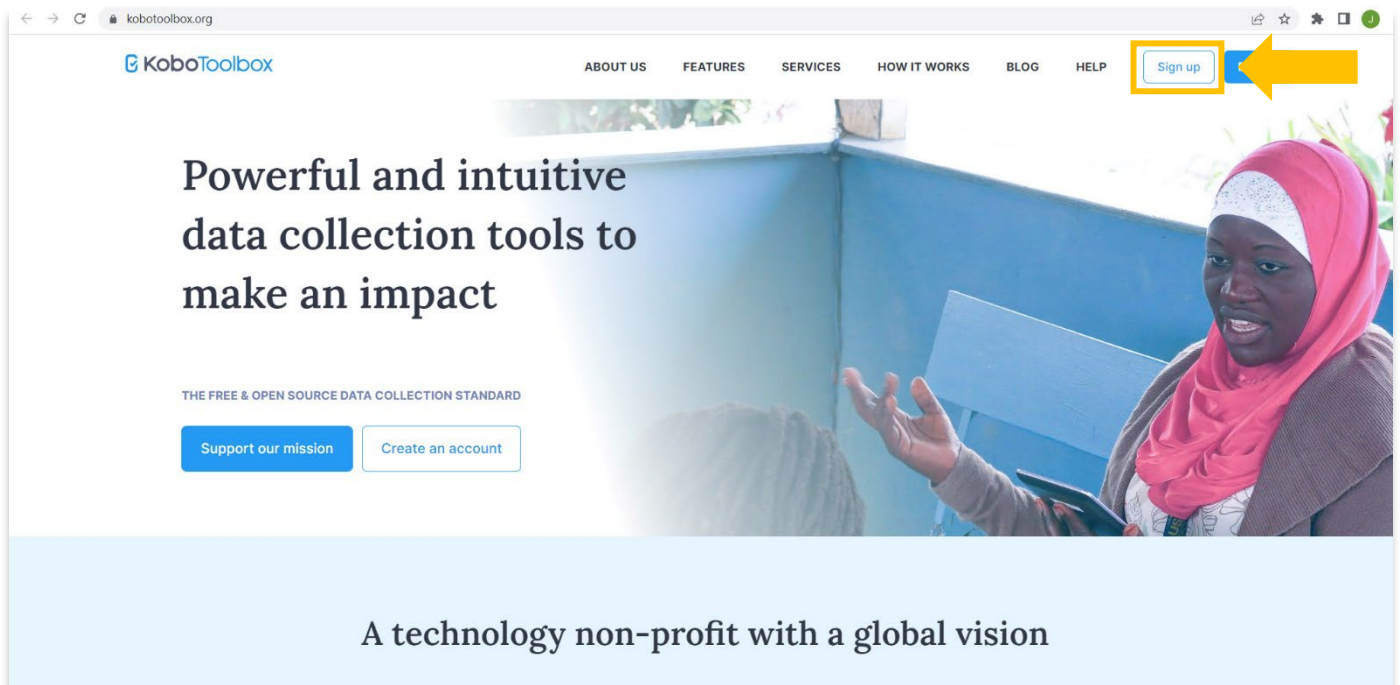 kobotoolbox.org
J
KoboToolbox
ABOUT US FEATURES SERVICES HOW IT WORKS BLOG HELP Sign up
Powerful and intuitive
data collection tools to
make an impact
THE FREE & OPEN SOURCE DATA COLLECTION STANDARD
Support our mission Create an account
A technology non-profit with a global vision